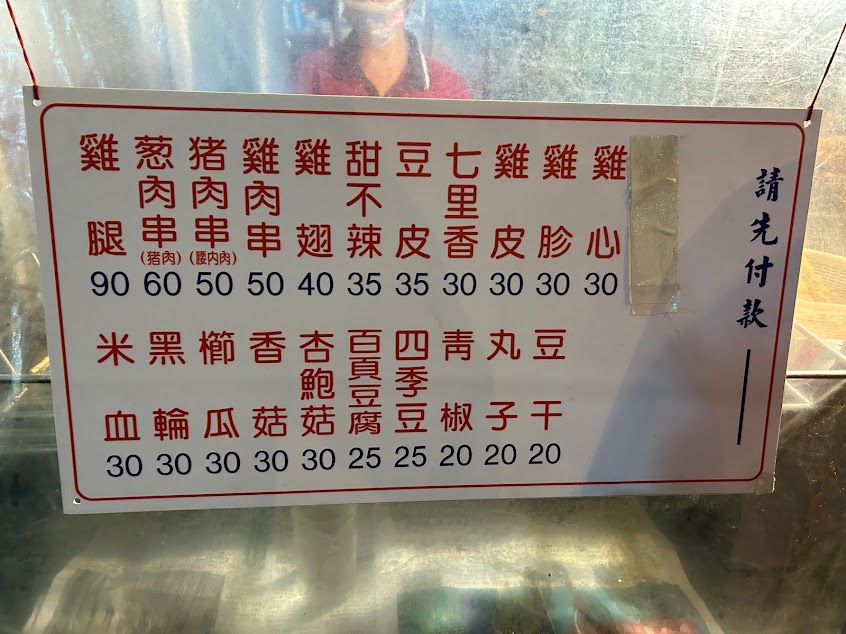 雞腿 90
葱肉串(猪肉) 60
猪肉串(腰内肉) 50
雞肉串 50
雞翅 40
甜不辣 35
豆皮 35
七里香 30
雞皮 30
雞胗 30
雞心 30
米血 30
黑輪 30
櫛瓜 30
香菇 30
杏鮑菇 30
百頁豆腐 25
四季豆 25
青椒 20
丸子 20
豆干 20
請先付款